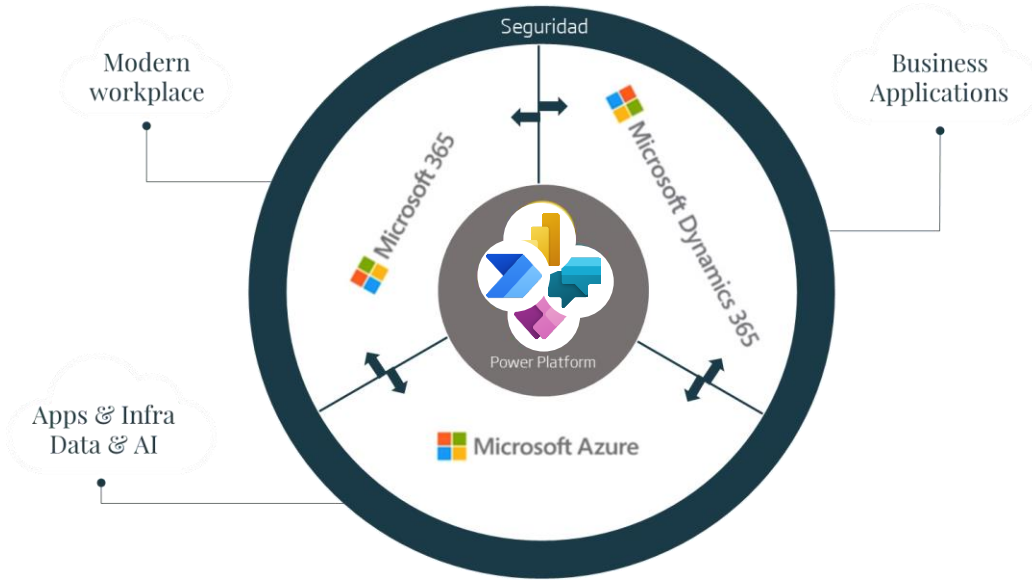 Seguridad
Modern
workplace
Business
Applications
Microsoft 365
Microsoft Dynamics 365
Power Platform
Apps & Infra
Data & AI
Microsoft Azure